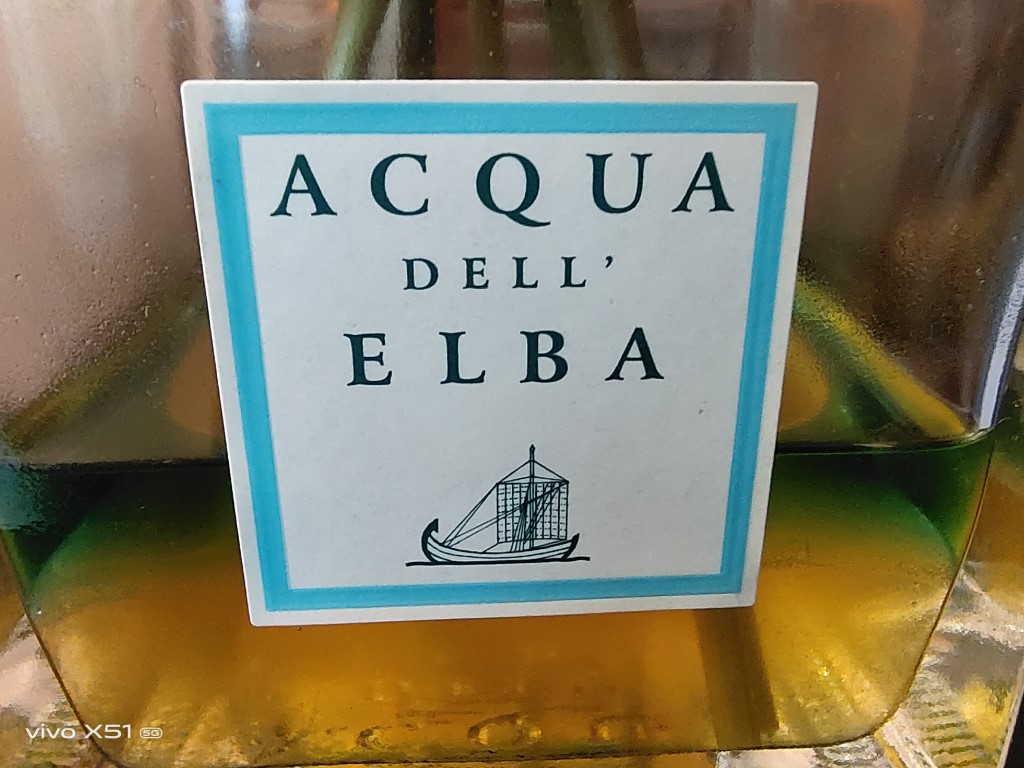 ACQUA
DELL'
ELBA
vivo X51 5G